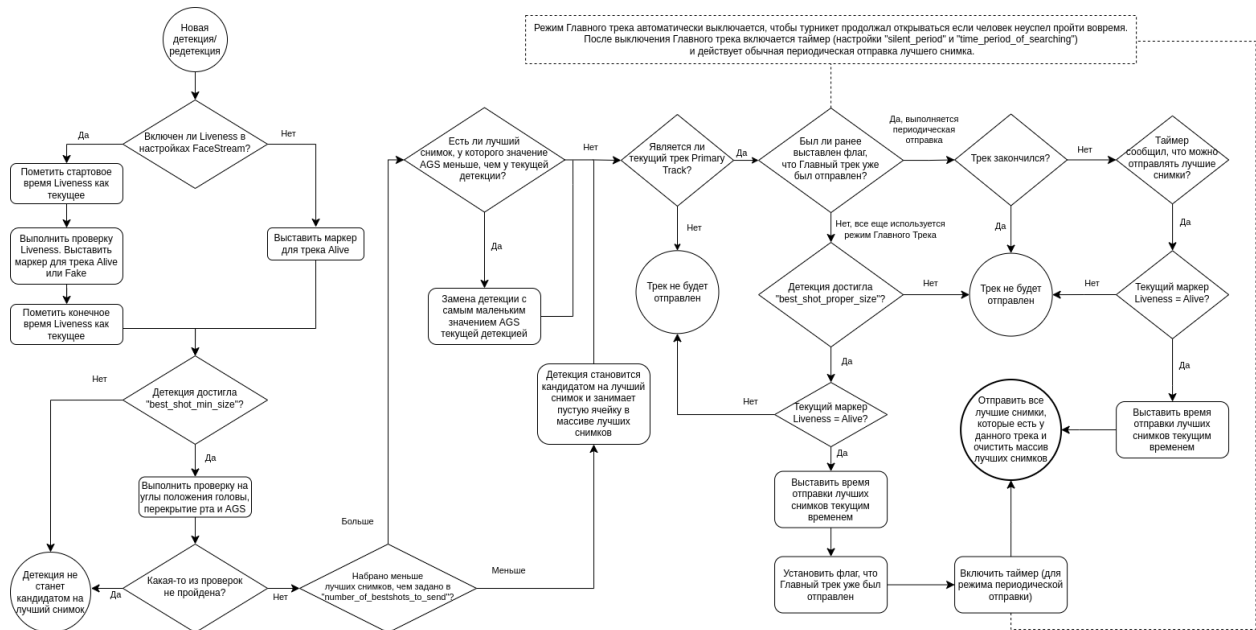 Новая
детекция/
редетекция
Режим Главного трека автоматически выключается, чтобы турникет продолжал открываться если человек неуспел пройти вовремя.
После выключения Главного трека включается таймер (настройки "silent_period" и "time_period_of_searching")
и действует обычная периодическая отправка лучшего снимка.
Включен ли Liveness в
настройках FaceStream?
Да
Нет
Пометить стартовое
время Liveness как
текущее
Выполнить проверку
Liveness. Выставить
маркер для трека Alive
или Fake
Пометить конечное
время Liveness как
текущее
Выставить маркер
для трека Alive
Детекция достигла
"best_shot_min_size"?
Нет
Да
Выполнить проверку на
углы положения головы,
перекрытие рта и AGS
Какая-то из проверок
не пройдена?
Да
Нет
Детекция не
станет
кандидатом на
лучший снимок
Набрано меньше
лучших снимков, чем задано в
"number_of_bestshots_to_send"?
Больше
Меньше
Есть ли лучший
снимок, у которого значение
AGS меньше, чем у текущей
детекции?
Нет
Да
Замена детекции с
самым маленьким
значением AGS
текущей детекцией
Детекция становится
кандидатом на лучший
снимок и занимает
пустую ячейку в
массиве лучших
снимков
Является ли
текущий трек Primary
Track?
Да
Нет
Трек не будет
отправлен
Был ли ранее
выставлен флаг,
что Главный трек уже
был отправлен?
Да, выполняется
периодическая
отправка
Нет, все еще используется
режим Главного Трека
Детекция достигла
"best_shot_proper_size"?
Нет
Да
Текущий маркер
Liveness = Alive?
Нет
Да
Выставить время
отправки лучших
снимков текущим
временем
Установить флаг, что
Главный трек уже был
отправлен
Включить таймер (для
режима периодической
отправки)
Трек закончился?
Нет
Да
Трек не будет
отправлен
Таймер
сообщил, что можно
отправлять лучшие
снимки?
Да
Текущий маркер
Liveness = Alive?
Нет
Да
Выставить время
отправки лучших
снимков текущим
временем
Отправить все
лучшие снимки,
которые есть у
данного трека и
очистить массив
лучших снимков